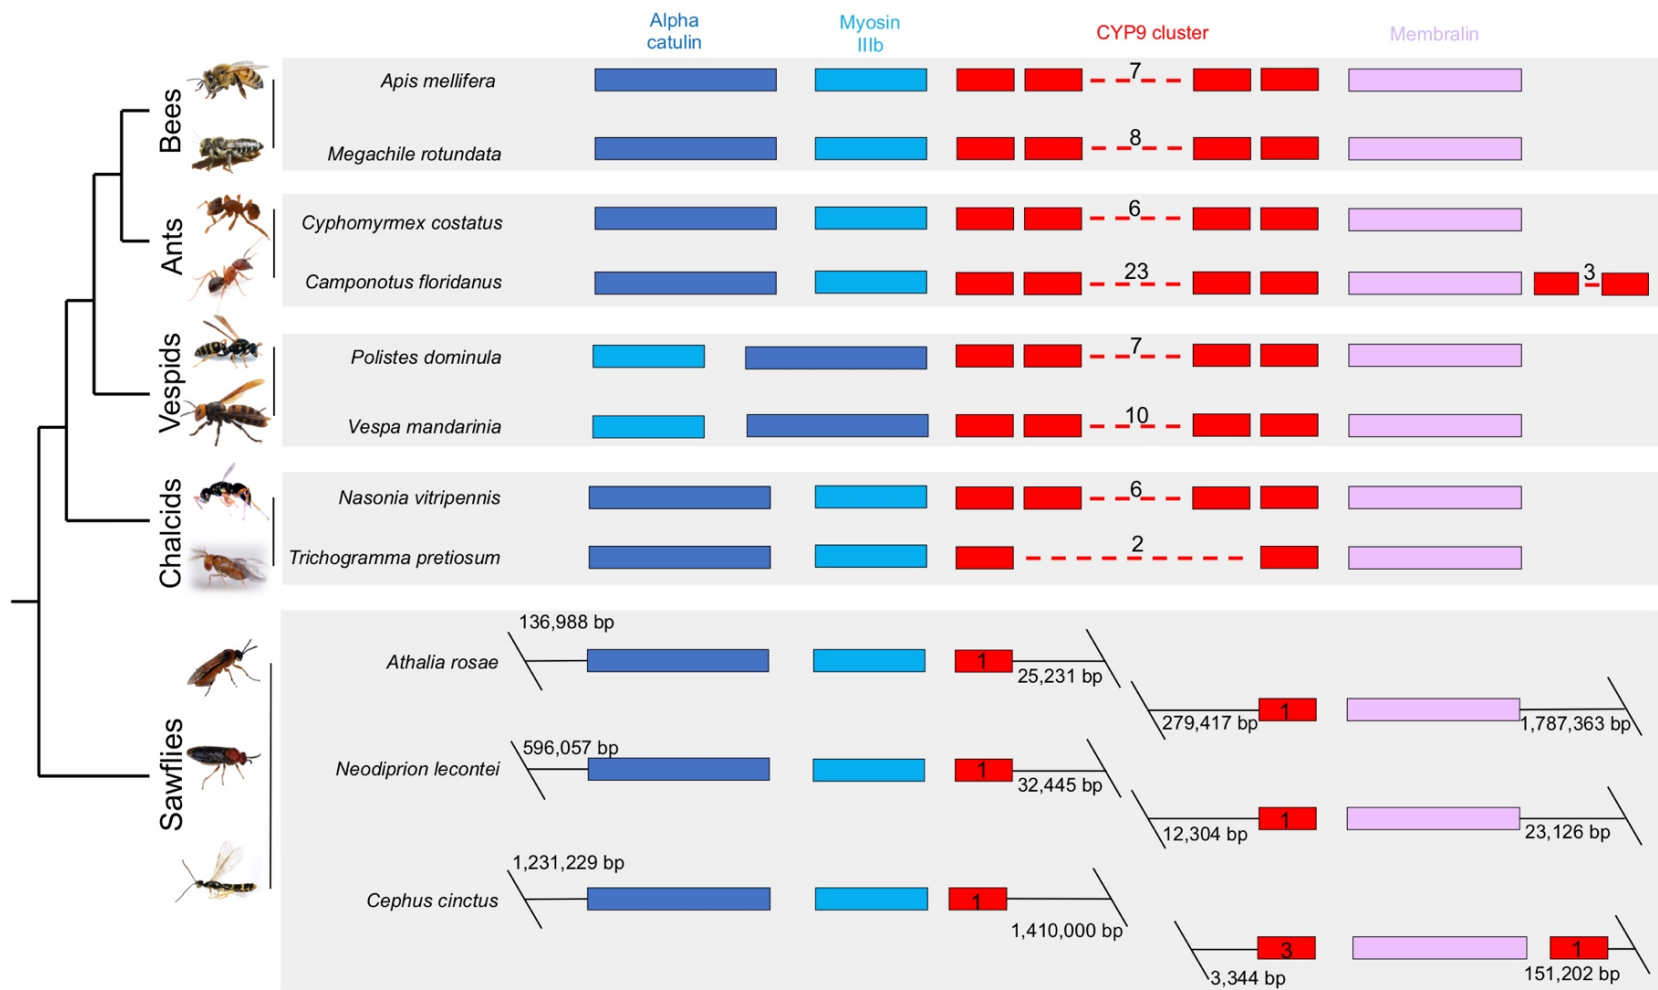 Alpha
catulin
Myosin
IIIb
CYP9 cluster
Membralin
Bees
Apis mellifera
7
Megachile rotundata
8
Ants
Cyphomyrmex costatus
6
Camponotus floridanus
23
3
Vespids
Polistes dominula
7
Vespa mandarinia
10
Chalcids
Nasonia vitripennis
6
Trichogramma pretiosum
2
Sawflies
136,988 bp
Athalia rosae
1
25,231 bp
279,417 bp
1
1,787,363 bp
596,057 bp
Neodiprion lecontei
1
32,445 bp
12,304 bp
1
23,126 bp
1,231,229 bp
Cephus cinctus
1
1,410,000 bp
3,344 bp
3
1
151,202 bp